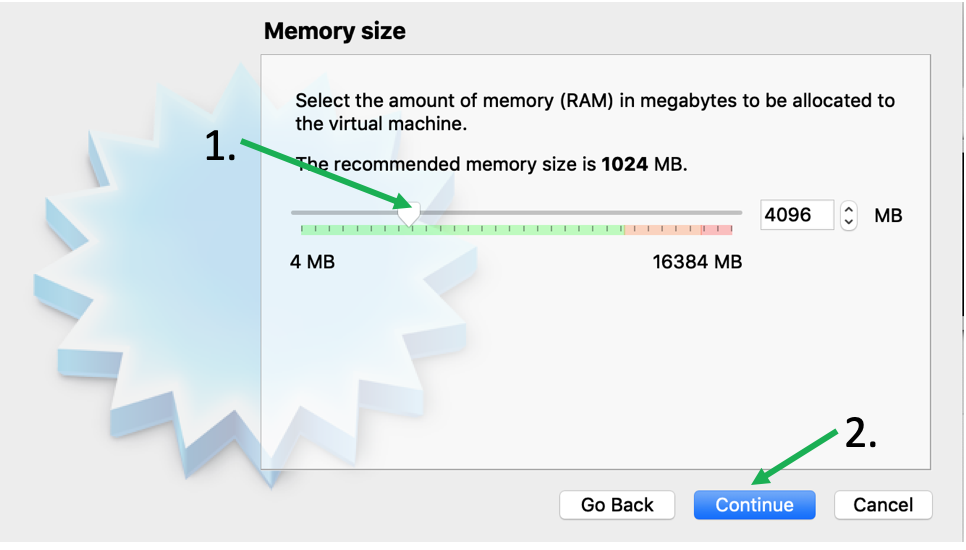 Memory size
Select the amount of memory (RAM) in megabytes to be allocated to
the virtual machine.
1.
The recommended memory size is 1024 MB.
4096 MB
4 MB 16384 MB
2.
Go Back Continue Cancel